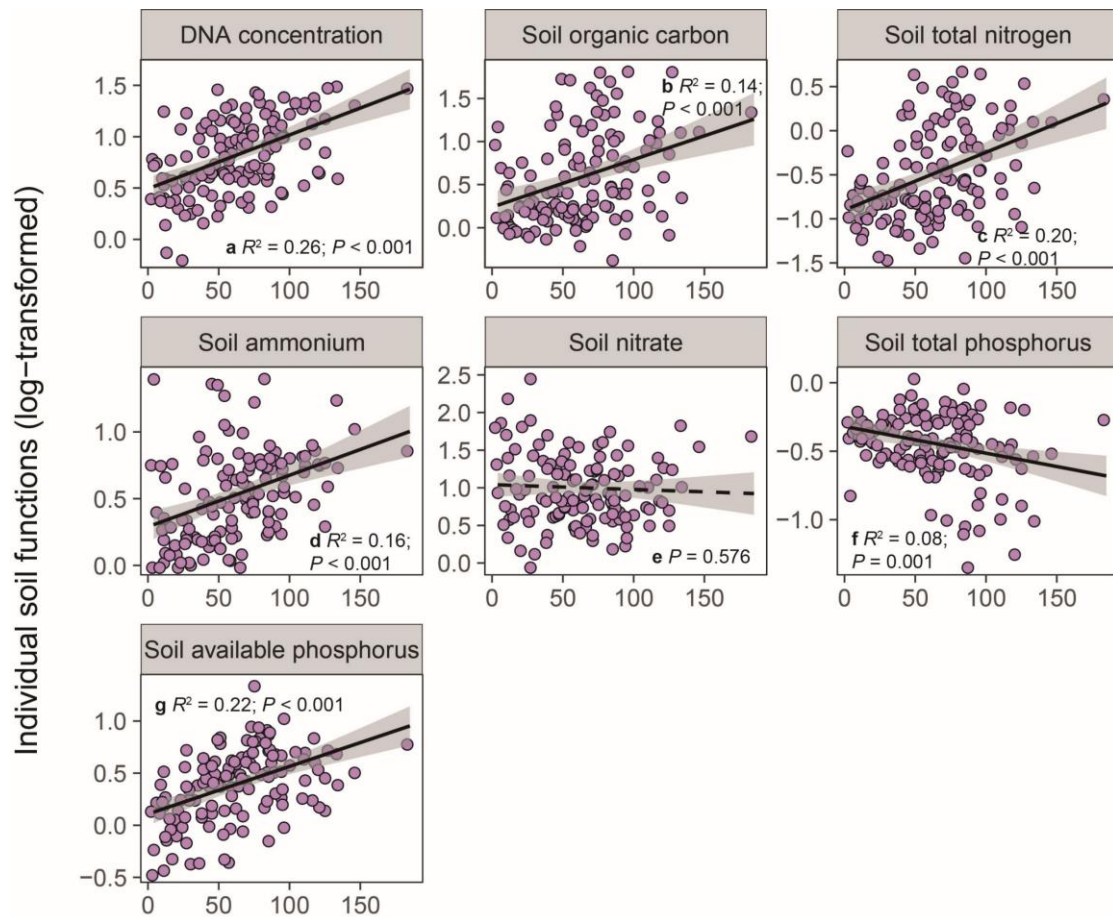 Individual soil functions (log−transformed)
DNA concentration
1.5
1.0
0.5
0.0
a R² = 0.26; P < 0.001
0 50 100 150
Soil organic carbon
1.5
1.0
0.5
0.0
b R² = 0.14;
P < 0.001
0 50 100 150
Soil total nitrogen
0.5
0.0
−0.5
−1.0
−1.5
c R² = 0.20;
P < 0.001
0 50 100 150
Soil ammonium
1.0
0.5
0.0
d R² = 0.16;
P < 0.001
0 50 100 150
Soil nitrate
2.5
2.0
1.5
1.0
0.5
0.0
e P = 0.576
0 50 100 150
Soil total phosphorus
0.0
−0.5
−1.0
f R² = 0.08;
P = 0.001
0 50 100 150
Soil available phosphorus
g R² = 0.22; P < 0.001
1.0
0.5
0.0
−0.5
0 50 100 150